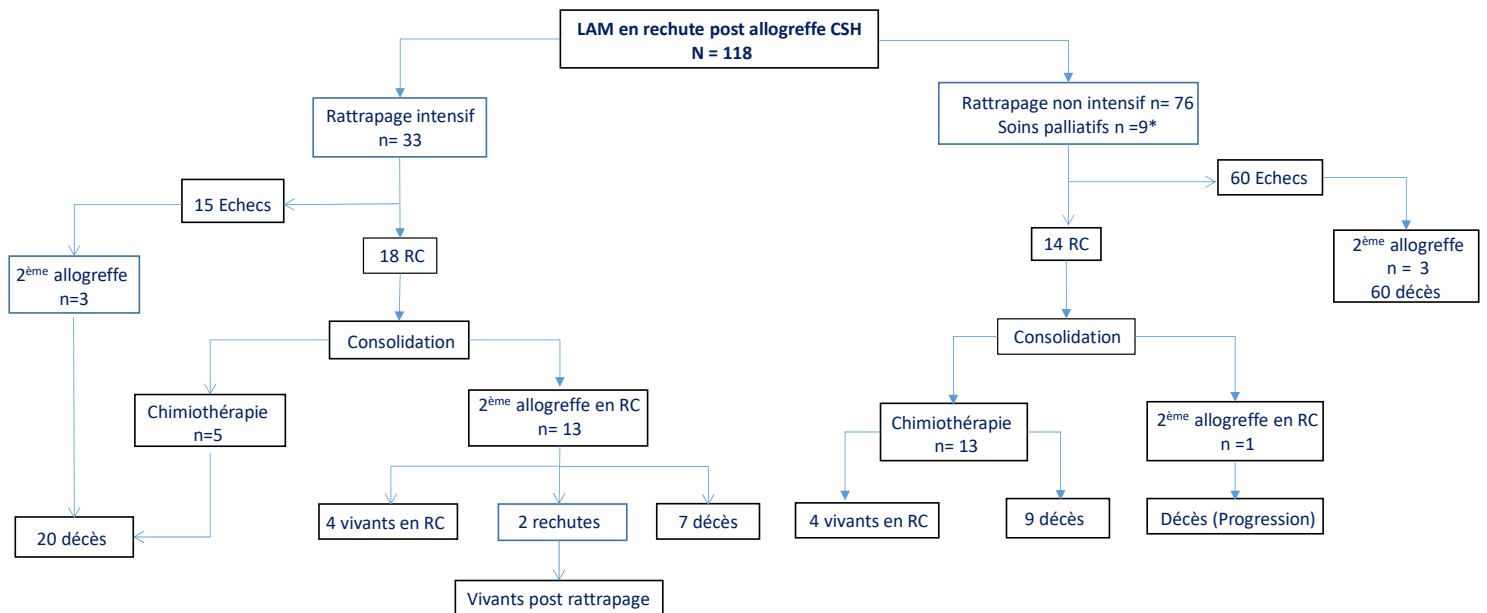 LAM en rechute post allogreffe CSH
N = 118
Rattrapage intensif
n= 33
Rattrapage non intensif n= 76
Soins palliatifs n =9*
15 Echecs
60 Echecs
18 RC
14 RC
2ème allogreffe
n=3
2ème allogreffe
n = 3
60 décès
Consolidation
Consolidation
Chimiothérapie
n=5
2ème allogreffe en RC
n= 13
Chimiothérapie
n= 13
2ème allogreffe en RC
n =1
20 décès
4 vivants en RC
2 rechutes
7 décès
4 vivants en RC
9 décès
Décès (Progression)
Vivants post rattrapage